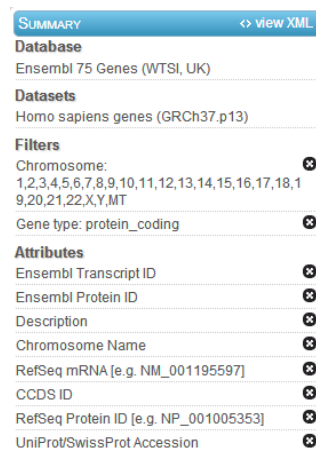 SUMMARY <> view XML
Database
Ensembl 75 Genes (WTSI, UK)
Datasets
Homo sapiens genes (GRCh37.p13)
Filters
Chromosome:
1,2,3,4,5,6,7,8,9,10,11,12,13,14,15,16,17,18,1
9,20,21,22,X,Y,MT
Gene type: protein_coding
Attributes
Ensembl Transcript ID
Ensembl Protein ID
Description
Chromosome Name
RefSeq mRNA [e.g. NM_001195597]
CCDS ID
RefSeq Protein ID [e.g. NP_001005353]
UniProt/SwissProt Accession